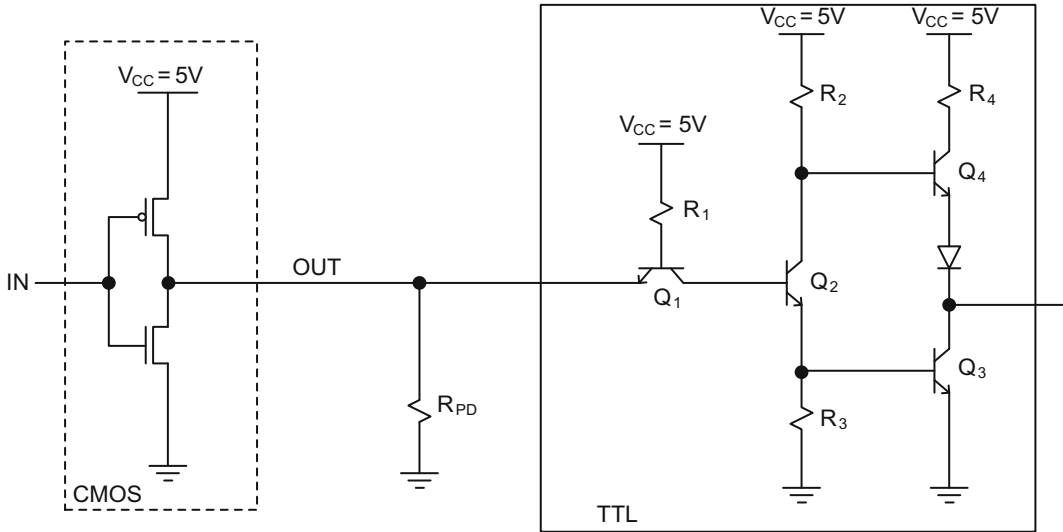 V_CC = 5V
V_CC = 5V
V_CC = 5V
R_2
R_4
V_CC = 5V
R_1
Q_4
IN
OUT
Q_1
Q_2
Q_3
R_PD
R_3
CMOS
TTL